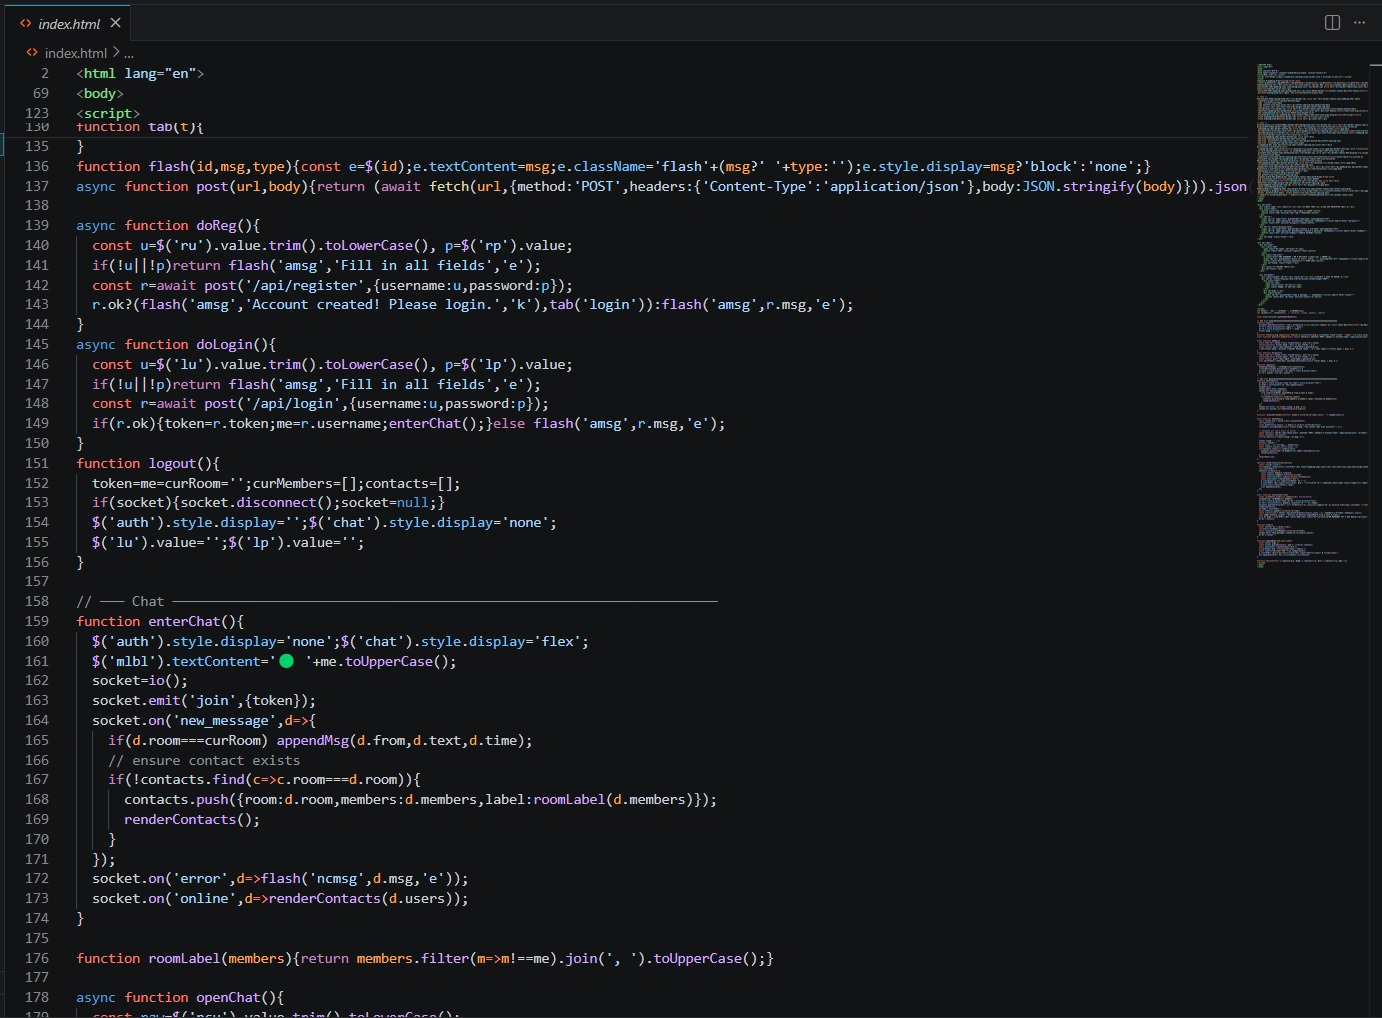 index.html
index.html > ...
2 <html lang="en">
69 <body>
123 <script>
130 function tab(t){
135 }
136 function flash(id,msg,type){const e=$(id);e.textContent=msg;e.className='flash'+(msg?' '+type:'');e.style.display=msg?'block':'none';}
137 async function post(url,body){return (await fetch(url,{method:'POST',headers:{'Content-Type':'application/json'},body:JSON.stringify(body)})).json(
138
139 async function doReg(){
140 const u=$('ru').value.trim().toLowerCase(), p=$('rp').value;
141 if(!u||!p)return flash('amsg','Fill in all fields','e');
142 const r=await post('/api/register',{username:u,password:p});
143 r.ok?(flash('amsg','Account created! Please login.','k'),tab('login')):flash('amsg',r.msg,'e');
144 }
145 async function doLogin(){
146 const u=$('lu').value.trim().toLowerCase(), p=$('lp').value;
147 if(!u||!p)return flash('amsg','Fill in all fields','e');
148 const r=await post('/api/login',{username:u,password:p});
149 if(r.ok){token=r.token;me=r.username;enterChat();}else flash('amsg',r.msg,'e');
150 }
151 function logout(){
152 token=me=curRoom='';curMembers=[];contacts=[];
153 if(socket){socket.disconnect();socket=null;}
154 $('auth').style.display='';$('chat').style.display='none';
155 $('lu').value='';$('lp').value='';
156 }
157
158 // ─── Chat ────────────────────────────────────────────────────────────────────
159 function enterChat(){
160 $('auth').style.display='none';$('chat').style.display='flex';
161 $('mlbl').textContent='🟢 '+me.toUpperCase();
162 socket=io();
163 socket.emit('join',{token});
164 socket.on('new_message',d=>{
165 if(d.room===curRoom) appendMsg(d.from,d.text,d.time);
166 // ensure contact exists
167 if(!contacts.find(c=>c.room===d.room)){
168 contacts.push({room:d.room,members:d.members,label:roomLabel(d.members)});
169 renderContacts();
170 }
171 });
172 socket.on('error',d=>flash('ncmsg',d.msg,'e'));
173 socket.on('online',d=>renderContacts(d.users));
174 }
175
176 function roomLabel(members){return members.filter(m=>m!==me).join(', ').toUpperCase();}
177
178 async function openChat(){
179 const raw=$('ncu').value.trim().toLowerCase();